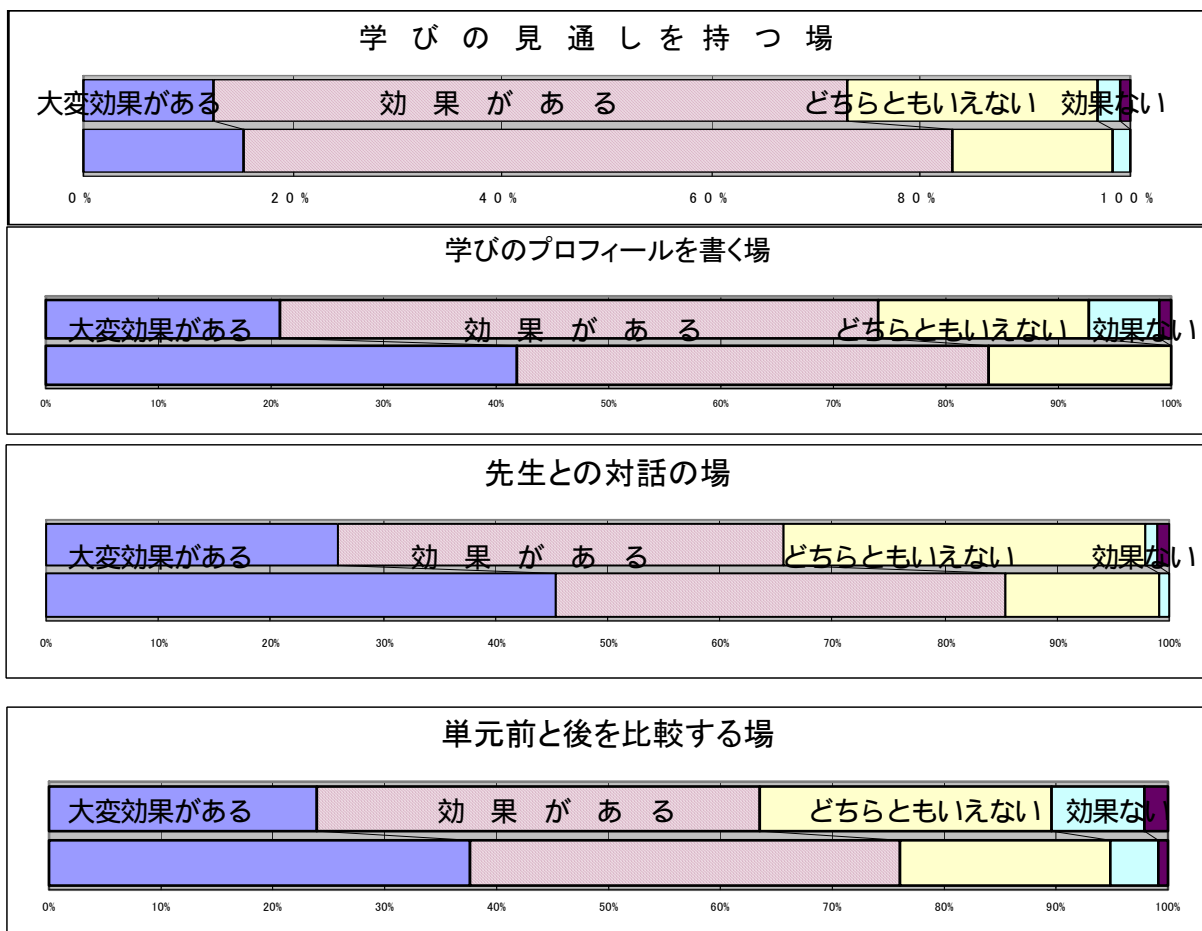 学びの見通しを持つ場
大変効果がある 効果がある どちらともいえない 効果ない
0% 20% 40% 60% 80% 100%
学びのプロフィールを書く場
大変効果がある 効果がある どちらともいえない 効果ない
0% 10% 20% 30% 40% 50% 60% 70% 80% 90% 100%
先生との対話の場
大変効果がある 効果がある どちらともいえない 効果ない
0% 10% 20% 30% 40% 50% 60% 70% 80% 90% 100%
単元前と後を比較する場
大変効果がある 効果がある どちらともいえない 効果ない
0% 10% 20% 30% 40% 50% 60% 70% 80% 90% 100%